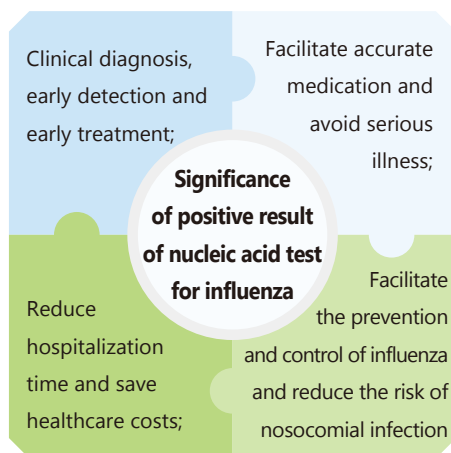 Clinical diagnosis,
early detection and
early treatment;
Facilitate accurate
medication and
avoid serious
illness;
Significance
of positive result
of nucleic acid test
for influenza
Reduce
hospitalization
time and save
healthcare costs;
Facilitate
the prevention
and control of influenza
and reduce the risk of
nosocomial infection